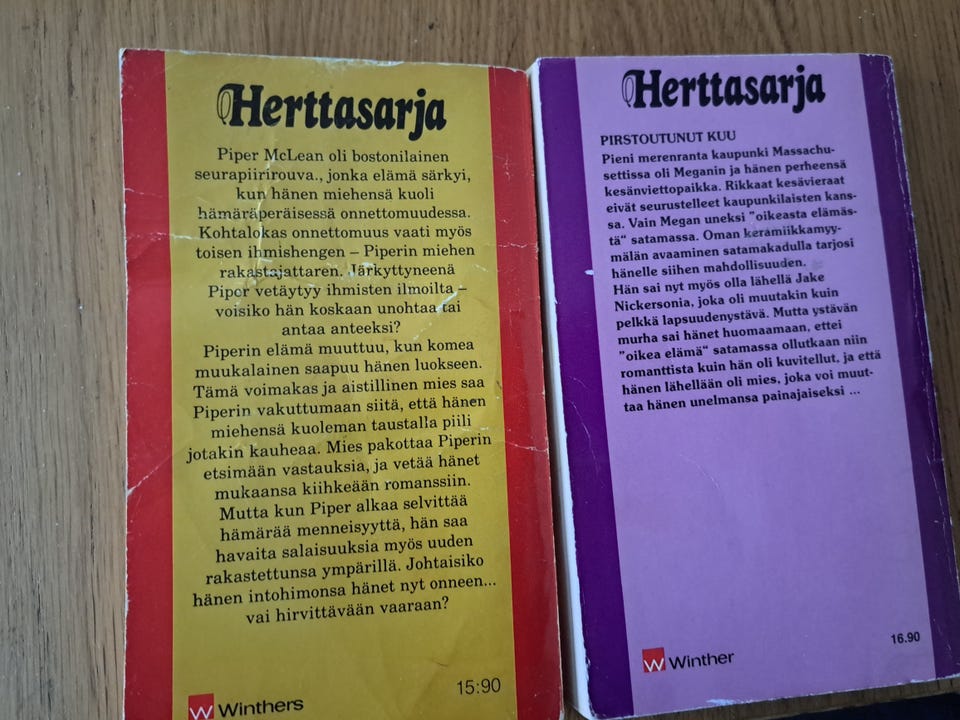 Herttasarja
Piper McLean oli bostonilainen
seurapiirirouva., jonka elämä särkyi,
kun hänen miehensä kuoli
hämäräperäisessä onnettomuudessa.
Kohtalokas onnettomuus vaati myös
toisen ihmishengen – Piperin miehen
rakastajattaren. Järkyttyneenä
Piper vetäytyy ihmisten ilmoilta –
voisiko hän koskaan unohtaa tai
antaa anteeksi?
Piperin elämä muuttuu, kun komea
muukalainen saapuu hänen luokseen.
Tämä voimakas ja aistillinen mies saa
Piperin vakuttumaan siitä, että hänen
miehensä kuoleman taustalla piili
jotakin kauheaa. Mies pakottaa Piperin
etsimään vastauksia, ja vetää hänet
mukaansa kiihkeään romanssiin.
Mutta kun Piper alkaa selvittää
hämärää menneisyyttä, hän saa
havaita salaisuuksia myös uuden
rakastettunsa ympärillä. Johtaisiko
hänen intohimonsa hänet nyt onneen...
vai hirvittävään vaaraan?
W Winthers
15:90
Herttasarja
PIRSTOUTUNUT KUU
Pieni merenranta kaupunki Massachu-
settissa oli Meganin ja hänen perheensä
kesänviettopaikka. Rikkaat kesävieraat
eivät seurustelleet kaupunkilaisten kans-
sa. Vain Megan uneksi "oikeasta elämäs-
tä" satamassa. Oman keramiikkamyy-
mälän avaaminen satamakadulla tarjosi
hänelle siihen mahdollisuuden.
Hän sai nyt myös olla lähellä Jake
Nickersonia, joka oli muutakin kuin
pelkkä lapsuudenystävä. Mutta ystävän
murha sai hänet huomaamaan, ettei
"oikea elämä" satamassa ollutkaan niin
romanttista kuin hän oli kuvitellut, ja että
hänen lähellään oli mies, joka voi muut-
taa hänen unelmansa painajaiseksi ...
W Winther
16.90